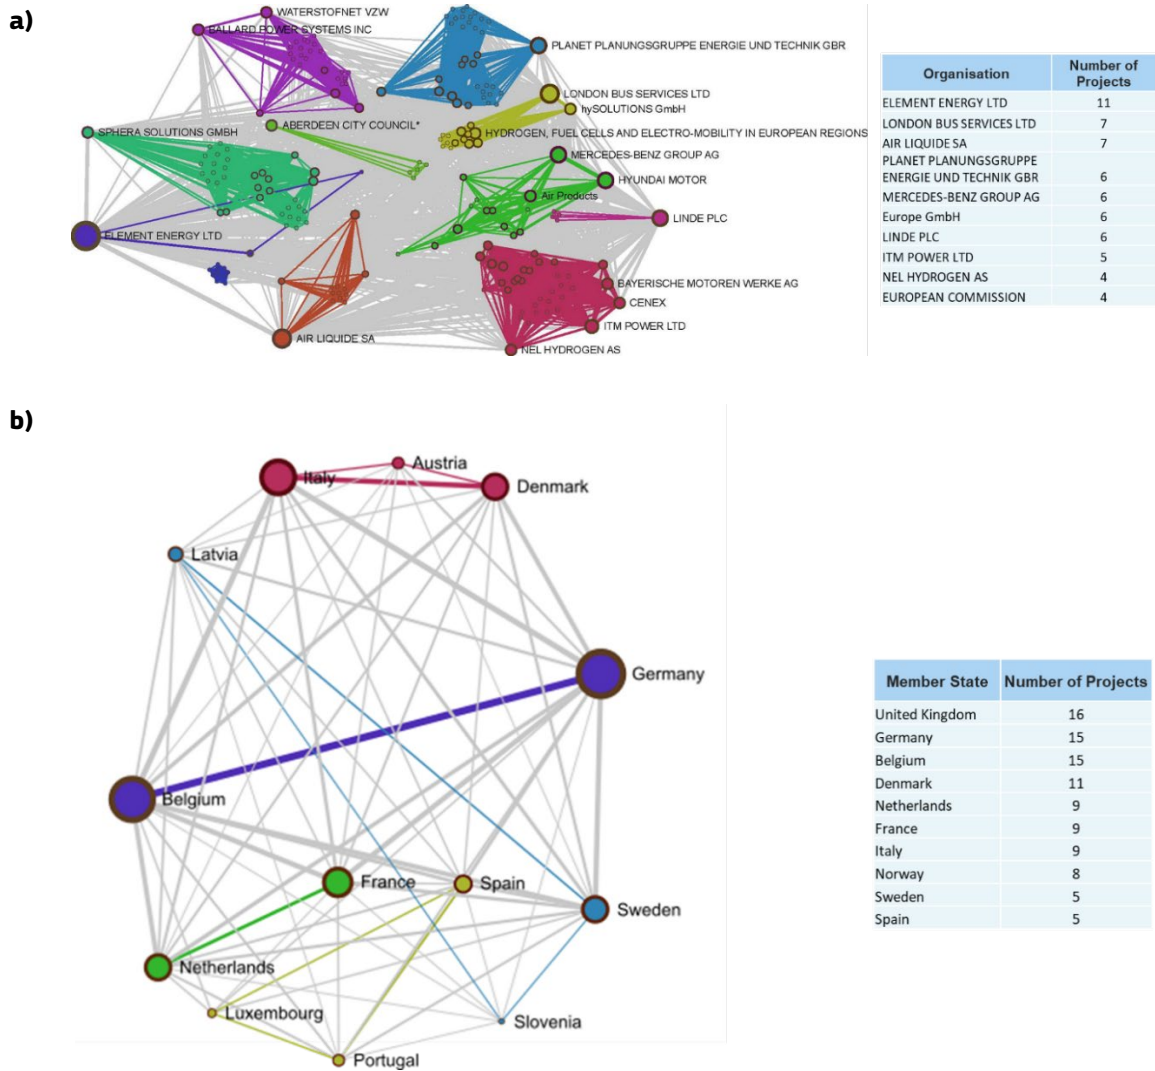 a)
WATERSTOFNET VZW
BALLARD POWER SYSTEMS INC
PLANET PLANUNGSGRUPPE ENERGIE UND TECHNIK GBR
LONDON BUS SERVICES LTD
hySOLUTIONS GmbH
ABERDEEN CITY COUNCIL*
SPHERA SOLUTIONS GMBH
HYDROGEN, FUEL CELLS AND ELECTRO-MOBILITY IN EUROPEAN REGIONS
MERCEDES-BENZ GROUP AG
HYUNDAI MOTOR
Air Products
LINDE PLC
ELEMENT ENERGY LTD
BAYERISCHE MOTOREN WERKE AG
CENEX
ITM POWER LTD
AIR LIQUIDE SA
NEL HYDROGEN AS
Organisation Number of Projects
ELEMENT ENERGY LTD 11
LONDON BUS SERVICES LTD 7
AIR LIQUIDE SA 7
PLANET PLANUNGSGRUPPE
ENERGIE UND TECHNIK GBR 6
MERCEDES-BENZ GROUP AG 6
Europe GmbH 6
LINDE PLC 6
ITM POWER LTD 5
NEL HYDROGEN AS 4
EUROPEAN COMMISSION 4
b)
Italy
Austria
Denmark
Latvia
Germany
Belgium
France
Spain
Sweden
Netherlands
Luxembourg
Slovenia
Portugal
Member State Number of Projects
United Kingdom 16
Germany 15
Belgium 15
Denmark 11
Netherlands 9
France 9
Italy 9
Norway 8
Sweden 5
Spain 5